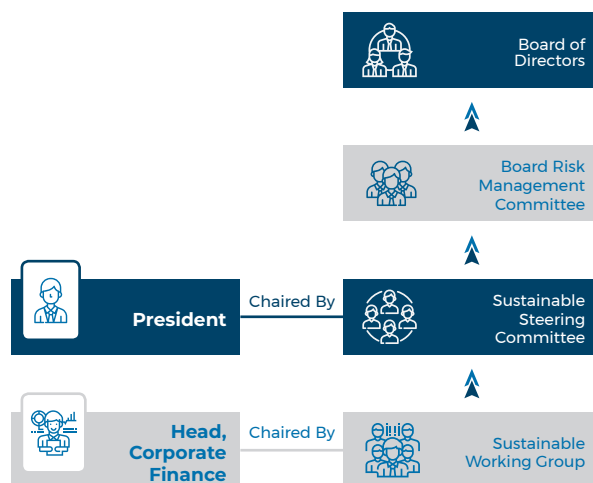 Board of
Directors
Board Risk
Management
Committee
President
Chaired By
Sustainable
Steering
Committee
Head,
Corporate
Finance
Chaired By
Sustainable
Working Group